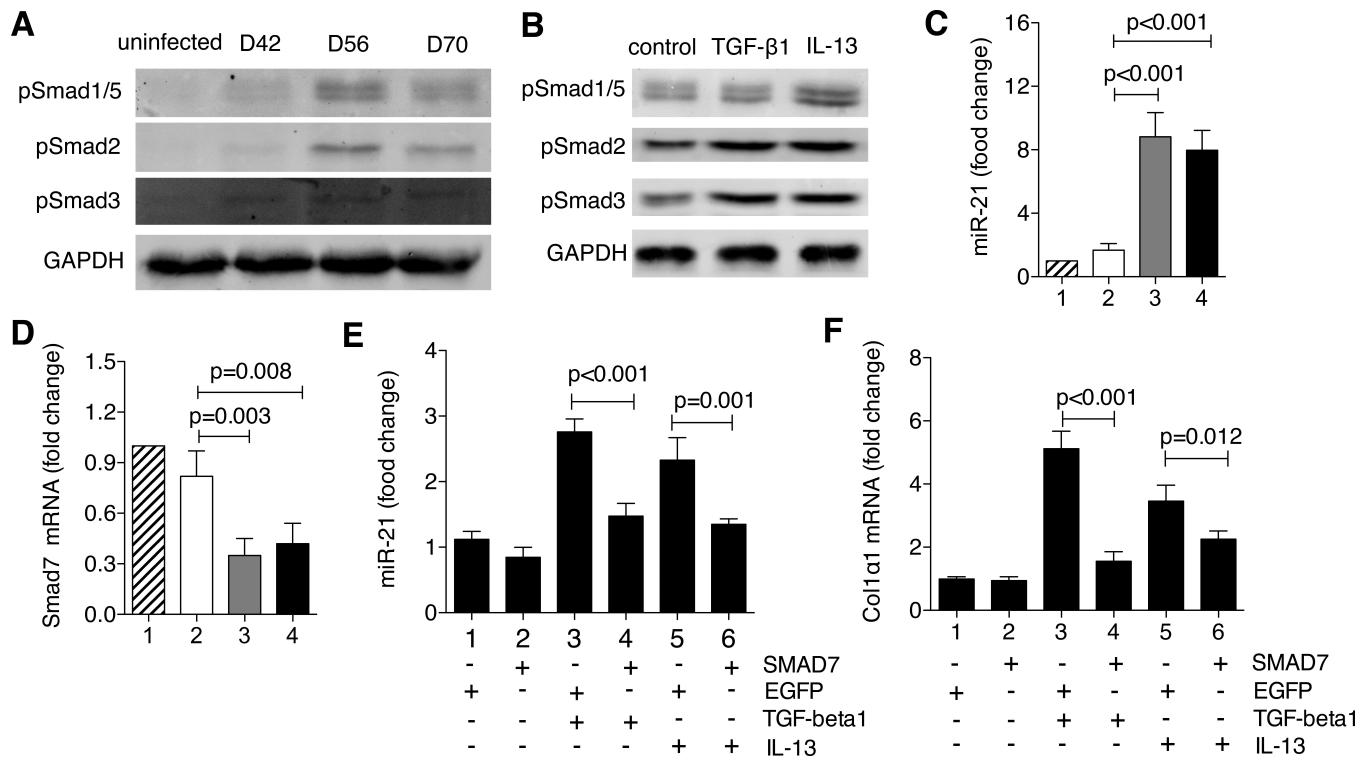 A
uninfected D42 D56 D70
pSmad1/5
pSmad2
pSmad3
GAPDH
B
control TGF-β1 IL-13
pSmad1/5
pSmad2
pSmad3
GAPDH
C
miR-21 (food change)
16
12
8
4
0
p<0.001
p<0.001
1 2 3 4
D
Smad7 mRNA (fold change)
1.5
1.2
0.9
0.6
0.3
0.0
p=0.008
p=0.003
1 2 3 4
E
miR-21 (food change)
4
3
2
1
0
p<0.001
p=0.001
1 2 3 4 5 6
- + - + - + SMAD7
+ - + - + - EGFP
- - + + - - TGF-beta1
- - - - + + IL-13
F
Col1α1 mRNA (fold change)
8
6
4
2
0
p<0.001
p=0.012
1 2 3 4 5 6
- + - + - + SMAD7
+ - + - + - EGFP
- - + + - - TGF-beta1
- - - - + + IL-13